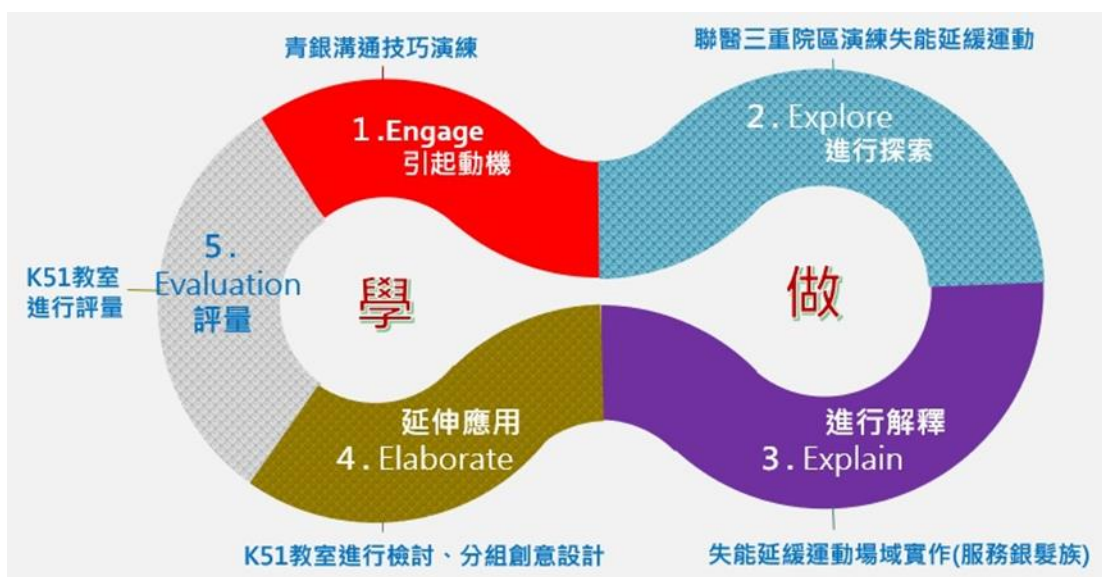 青銀溝通技巧演練
聯醫三重院區演練失能延緩運動
1.Engage
引起動機
2.Explore
進行探索
學
做
5.
Evaluation
評量
K51教室
進行評量
延伸應用
4.Elaborate
進行解釋
3.Explain
K51教室進行檢討、分組創意設計
失能延緩運動場域實作(服務銀髮族)